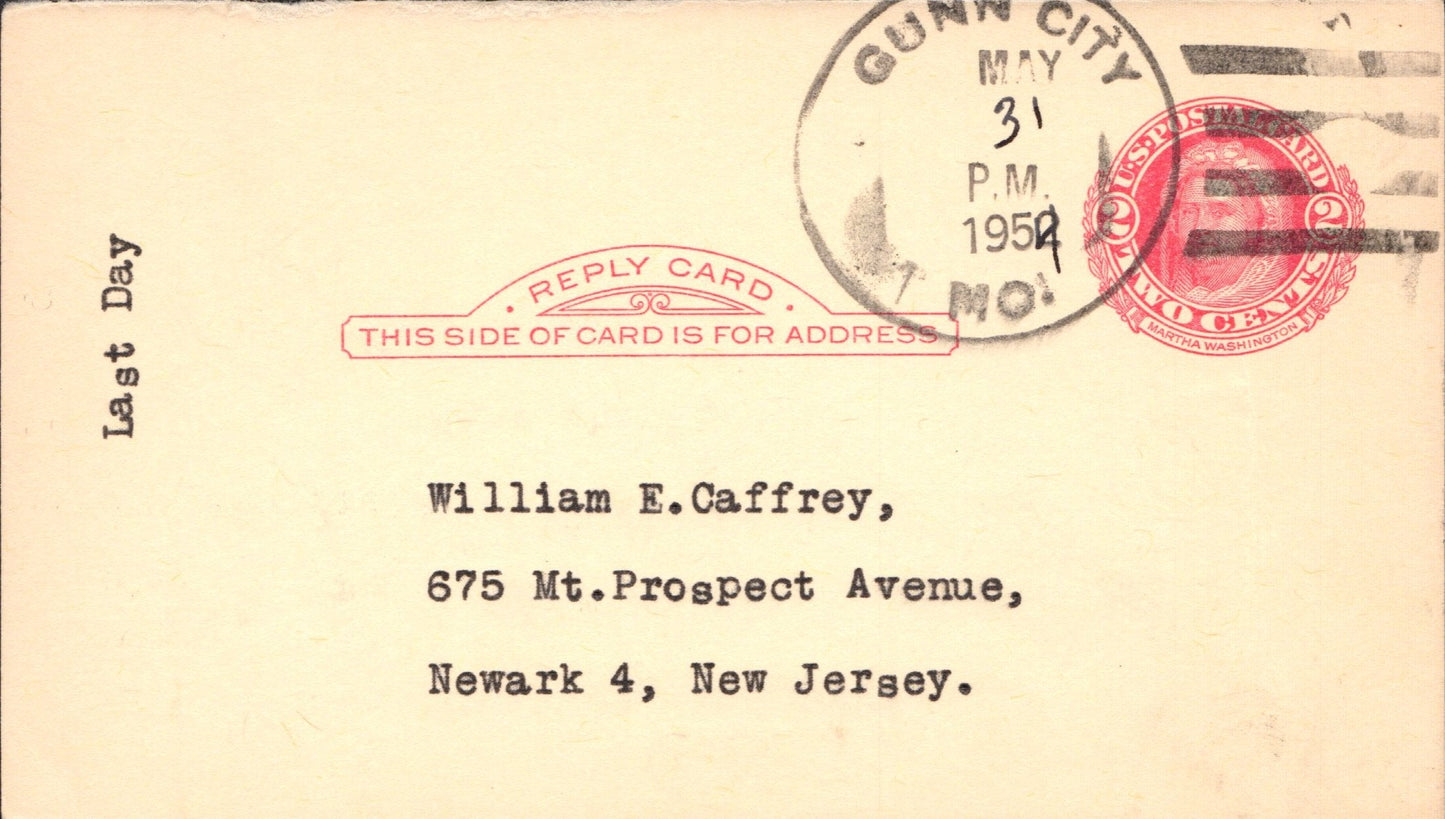 Last Day
GUNN CITY
MAY
31
P.M.
1954
MO.
U·S·POSTAL CARD
2 2
TWO CENTS
MARTHA WASHINGTON
· REPLY CARD ·
THIS SIDE OF CARD IS FOR ADDRESS
William E.Caffrey,
675 Mt.Prospect Avenue,
Newark 4, New Jersey.